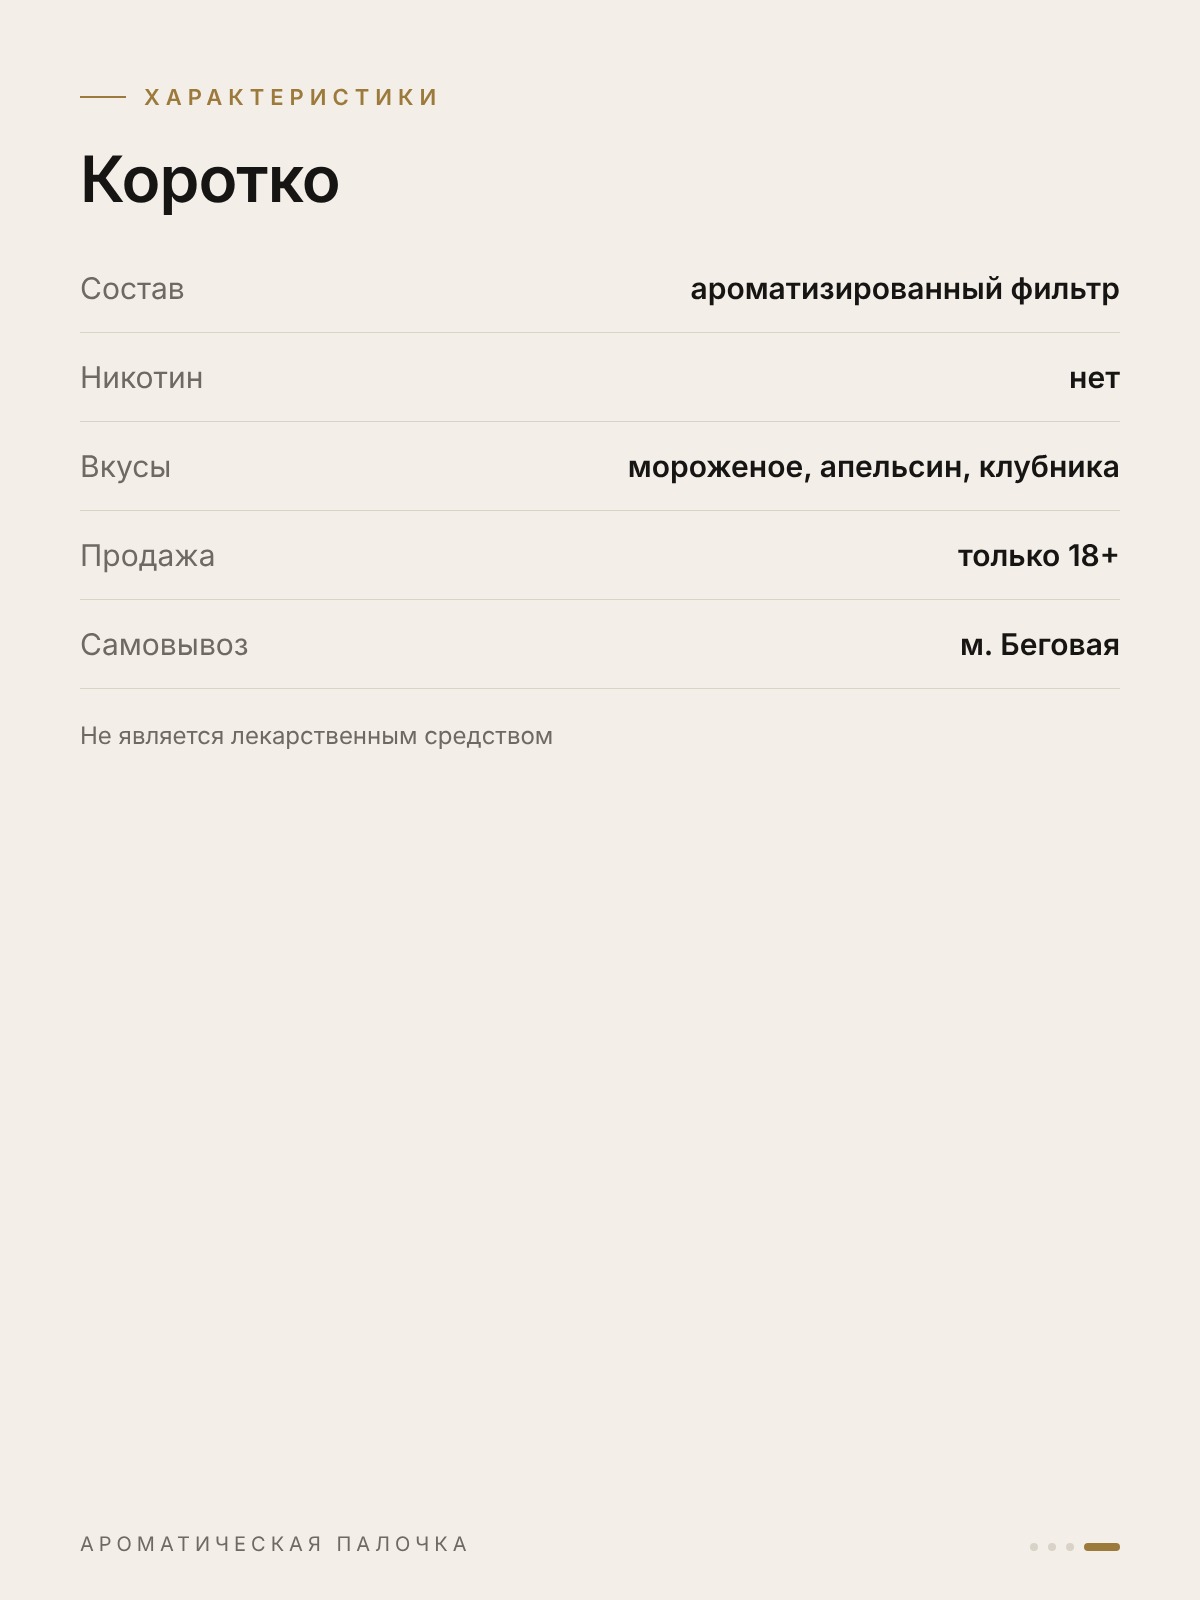 ХАРАКТЕРИСТИКИ
Коротко
Состав ароматизированный фильтр
Никотин нет
Вкусы мороженое, апельсин, клубника
Продажа только 18+
Самовывоз м. Беговая
Не является лекарственным средством
АРОМАТИЧЕСКАЯ ПАЛОЧКА